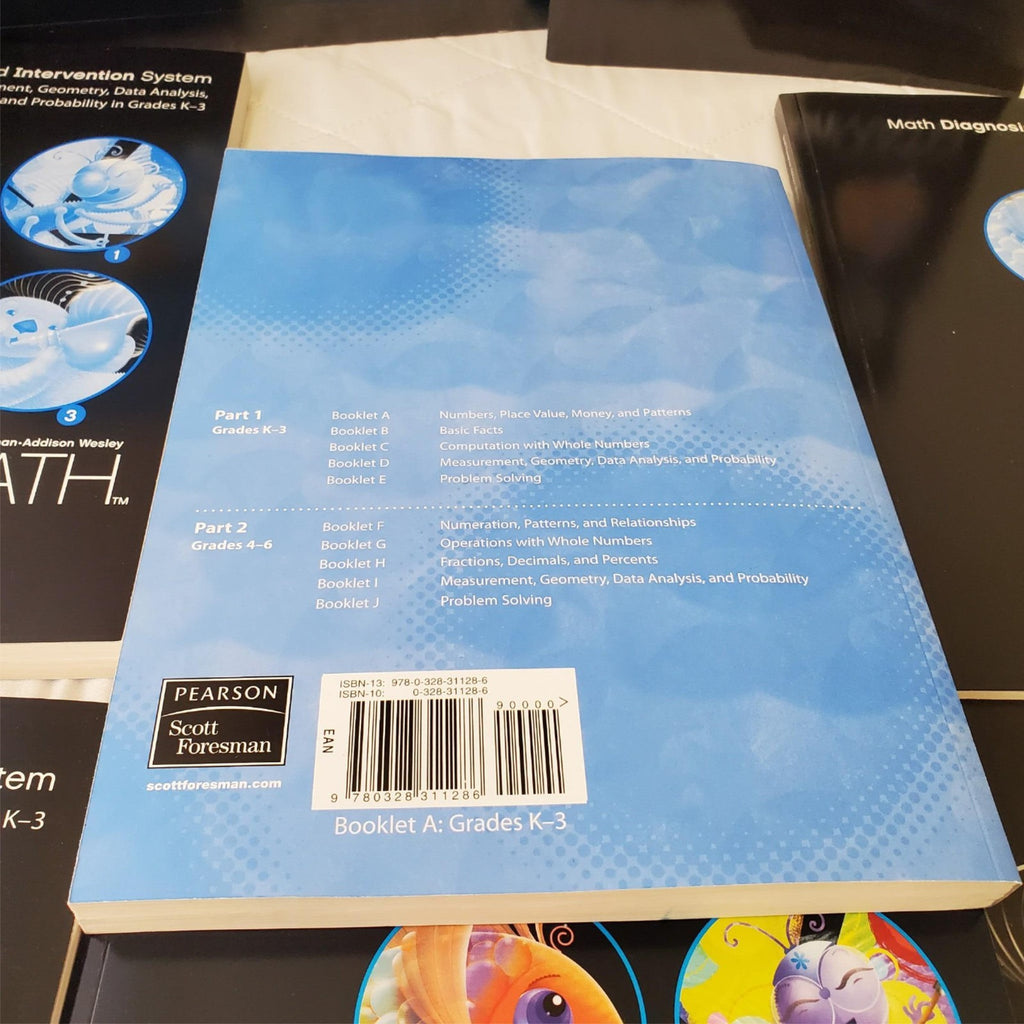 Intervention System
Geometry, Data Analysis,
and Probability in Grades K–3
1
3
Addison Wesley
ATH™
Math
Part 1
Grades K–3
Booklet A Numbers, Place Value, Money, and Patterns
Booklet B Basic Facts
Booklet C Computation with Whole Numbers
Booklet D Measurement, Geometry, Data Analysis, and Probability
Booklet E Problem Solving
Part 2
Grades 4–6
Booklet F Numeration, Patterns, and Relationships
Booklet G Operations with Whole Numbers
Booklet H Fractions, Decimals, and Percents
Booklet I Measurement, Geometry, Data Analysis, and Probability
Booklet J Problem Solving
PEARSON
Scott
Foresman
scottforesman.com
ISBN-13: 978-0-328-31128-6
ISBN-10: 0-328-31128-6
90000>
EAN
9 780328 311286
Booklet A: Grades K–3
K–3